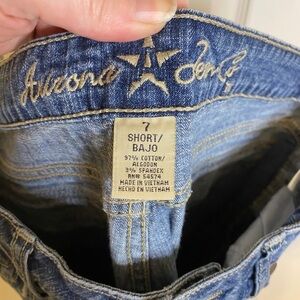 Arizona Jean Co
7
SHORT/
BAJO
97% COTTON/
ALGODON
3% SPANDEX
RN# 54574
MADE IN VIETNAM
HECHO EN VIETNAM